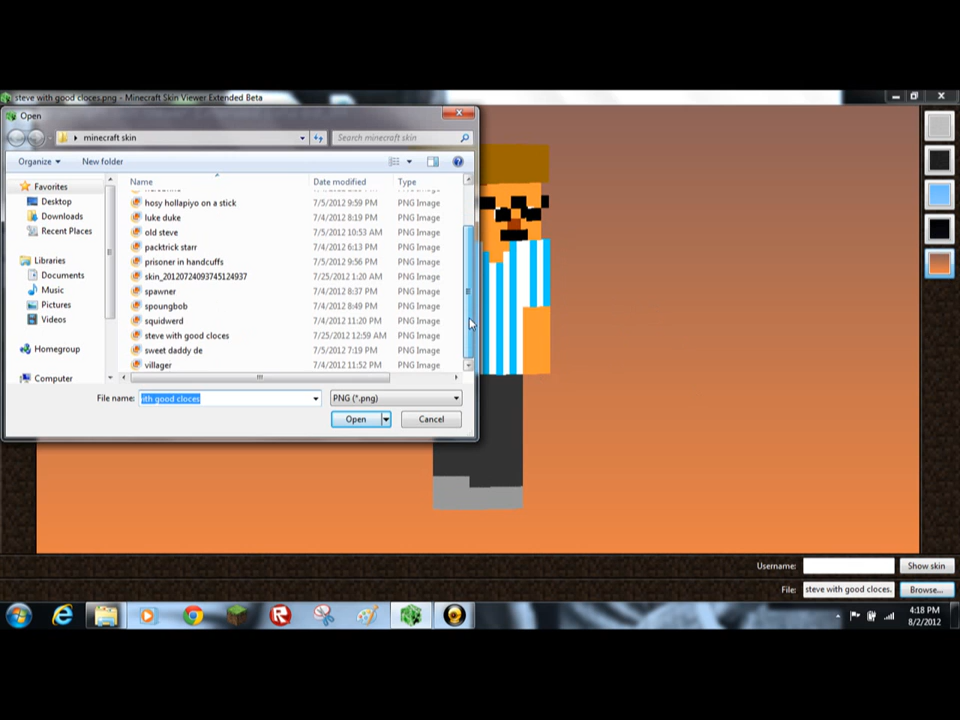 steve with good cloces.png - Minecraft Skin Viewer Extended Beta
Open
minecraft skin
Search minecraft skin
Organize
New folder
Name
Date modified
Type
Favorites
Desktop
Downloads
Recent Places
Libraries
Documents
Music
Pictures
Videos
Homegroup
Computer
hosy hollapiyo on a stick 7/5/2012 9:59 PM PNG Image
luke duke 7/4/2012 8:19 PM PNG Image
old steve 7/5/2012 10:53 AM PNG Image
packtrick starr 7/4/2012 6:13 PM PNG Image
prisoner in handcuffs 7/5/2012 9:56 PM PNG Image
skin_20120724093745124937 7/25/2012 1:20 AM PNG Image
spawner 7/4/2012 8:37 PM PNG Image
spoungbob 7/4/2012 8:49 PM PNG Image
squidwerd 7/4/2012 11:20 PM PNG Image
steve with good cloces 7/25/2012 12:59 AM PNG Image
sweet daddy de 7/5/2012 7:19 PM PNG Image
villager 7/4/2012 11:52 PM PNG Image
File name: ith good cloces
PNG (*.png)
Open
Cancel
Username:
Show skin
File: steve with good cloces.
Browse...
4:18 PM
8/2/2012